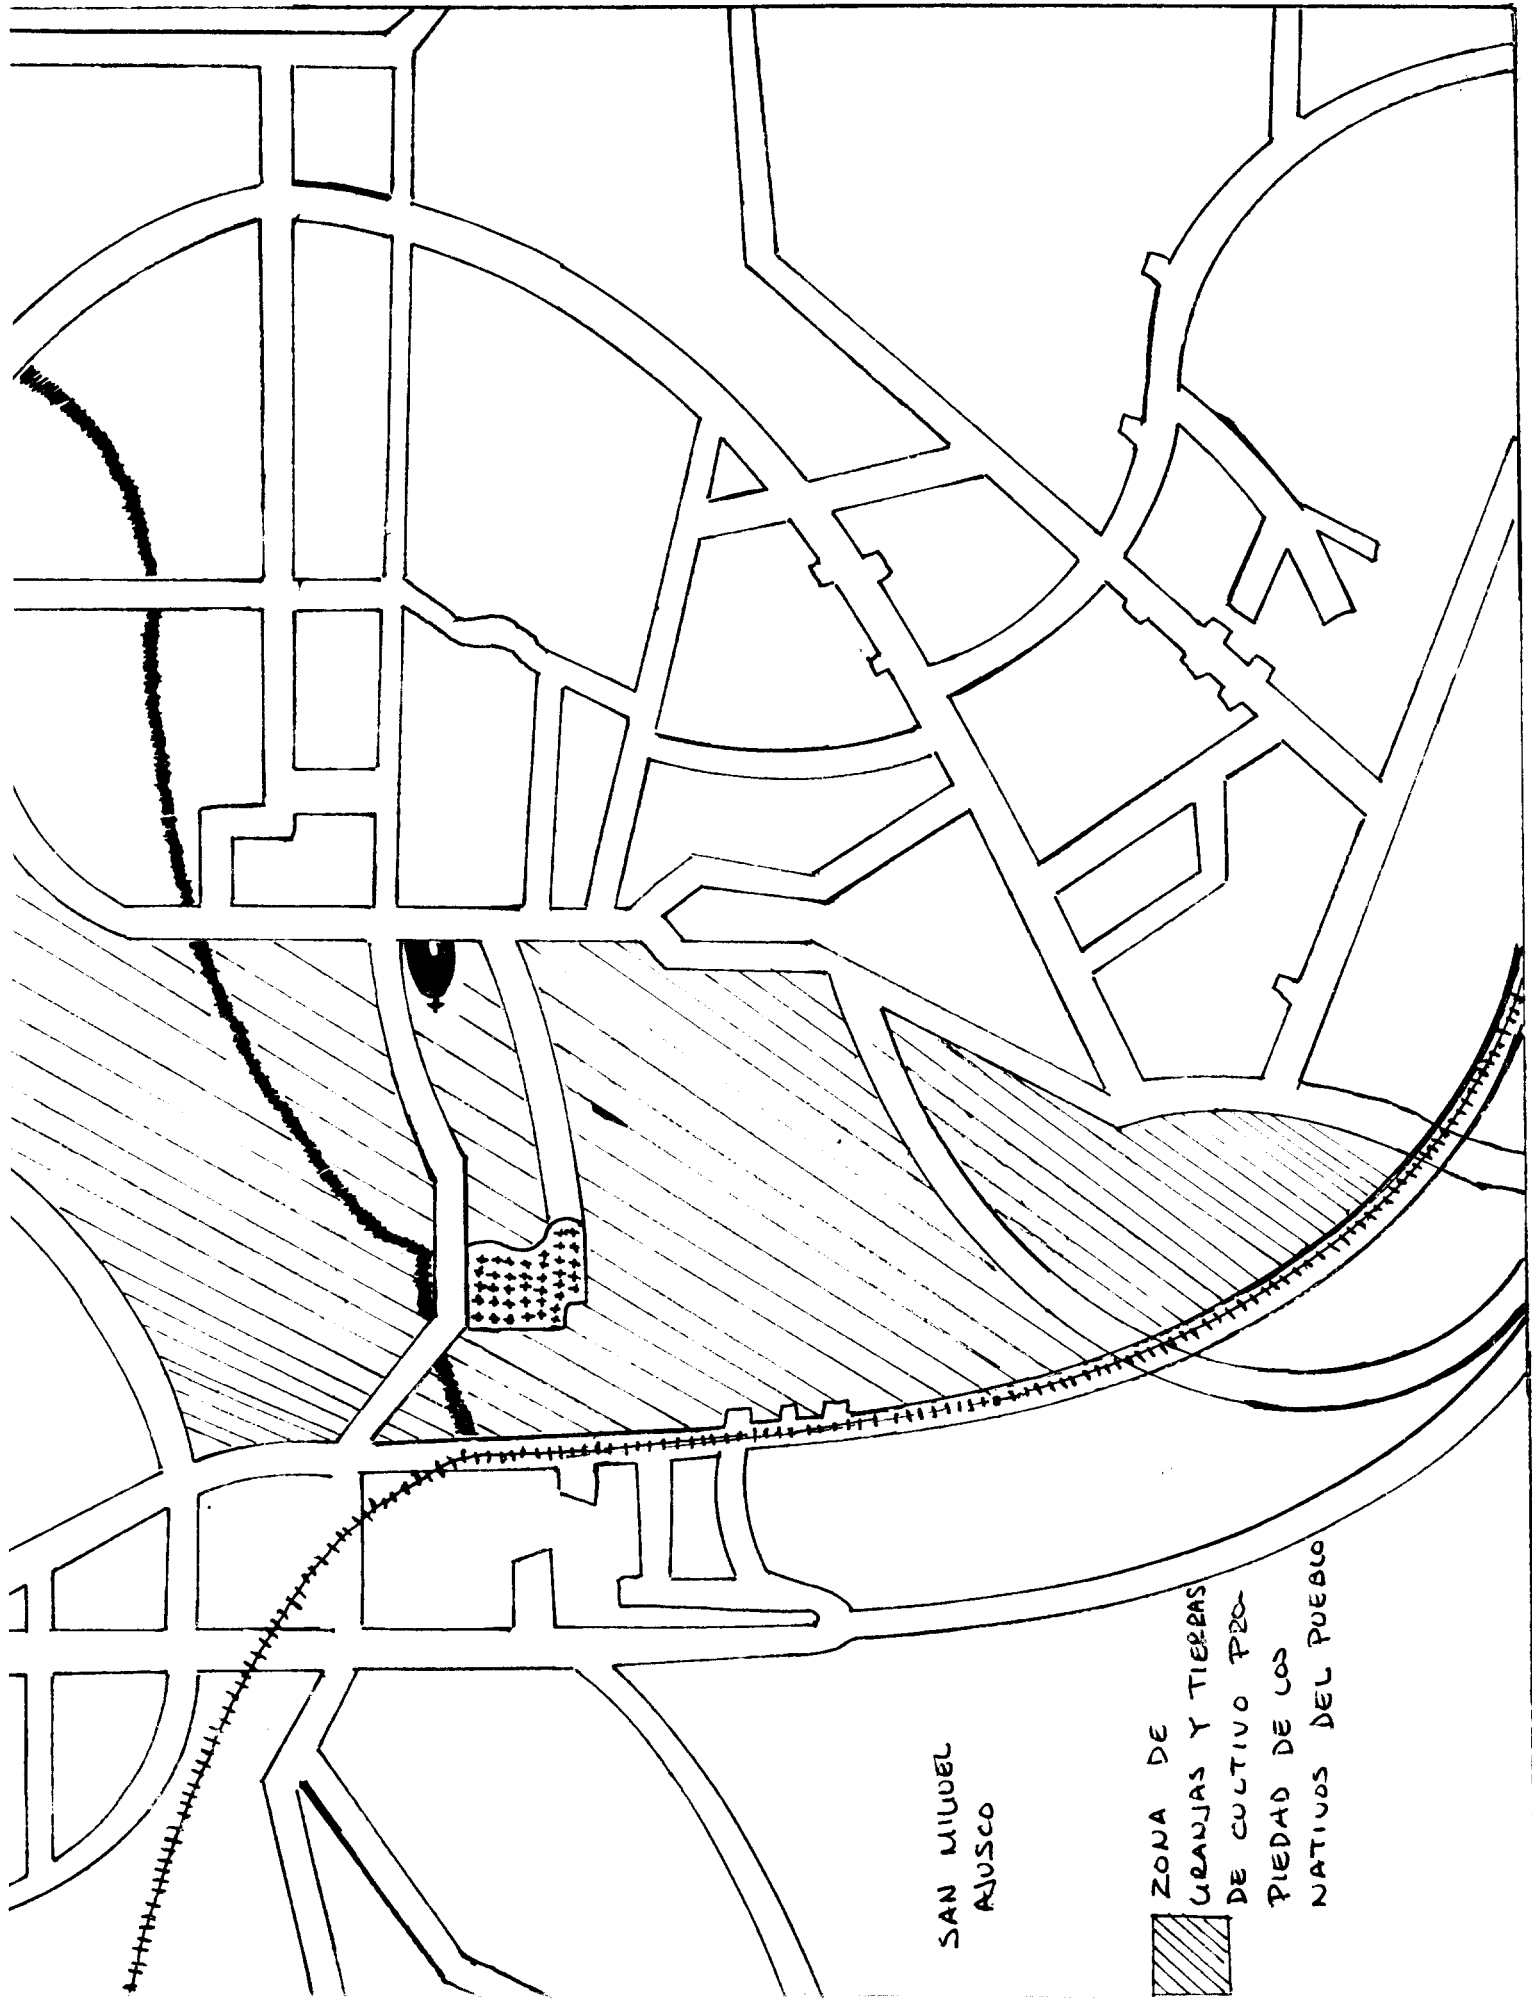 SAN MIGUEL
AJUSCO
ZONA DE
GRANJAS Y TIERRAS
DE CULTIVO PRO-
PIEDAD DE LOS
NATIVOS DEL PUEBLO